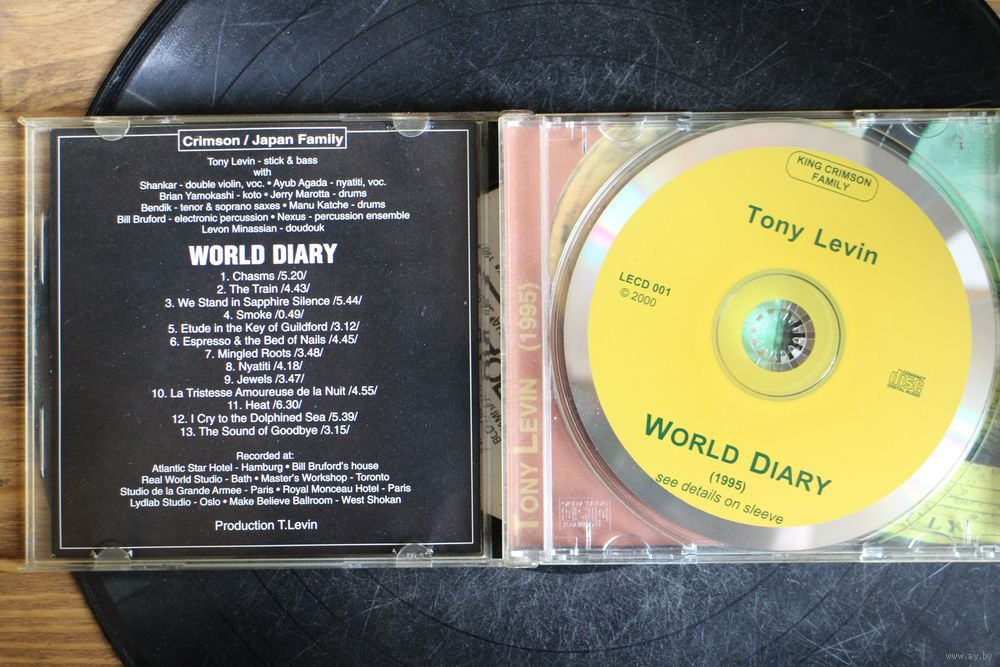 Crimson / Japan Family
Tony Levin - stick & bass
with
Shankar - double violin, voc. • Ayub Agada - nyatiti, voc.
Brian Yamokashi - koto • Jerry Marotta - drums
Bendik - tenor & soprano saxes • Manu Katche - drums
Bill Bruford - electronic percussion • Nexus - percussion ensemble
Levon Minassian - doudouk
WORLD DIARY
1. Chasms /5.20/
2. The Train /4.43/
3. We Stand in Sapphire Silence /5.44/
4. Smoke /0.49/
5. Etude in the Key of Guildford /3.12/
6. Espresso & the Bed of Nails /4.45/
7. Mingled Roots /3.48/
8. Nyatiti /4.18/
9. Jewels /3.47/
10. La Tristesse Amoureuse de la Nuit /4.55/
11. Heat /6.30/
12. I Cry to the Dolphined Sea /5.39/
13. The Sound of Goodbye /3.15/
Recorded at:
Atlantic Star Hotel - Hamburg • Bill Bruford's house
Real World Studio - Bath • Master's Workshop - Toronto
Studio de la Grande Armee - Paris • Royal Monceau Hotel - Paris
Lydlab Studio - Oslo • Make Believe Ballroom - West Shokan
Production T.Levin
TONY LEVIN (1995)
KING CRIMSON
FAMILY
Tony Levin
LECD 001
© 2000
COMPACT
disc
DIGITAL AUDIO
WORLD DIARY
(1995)
see details on sleeve
www.ay.by